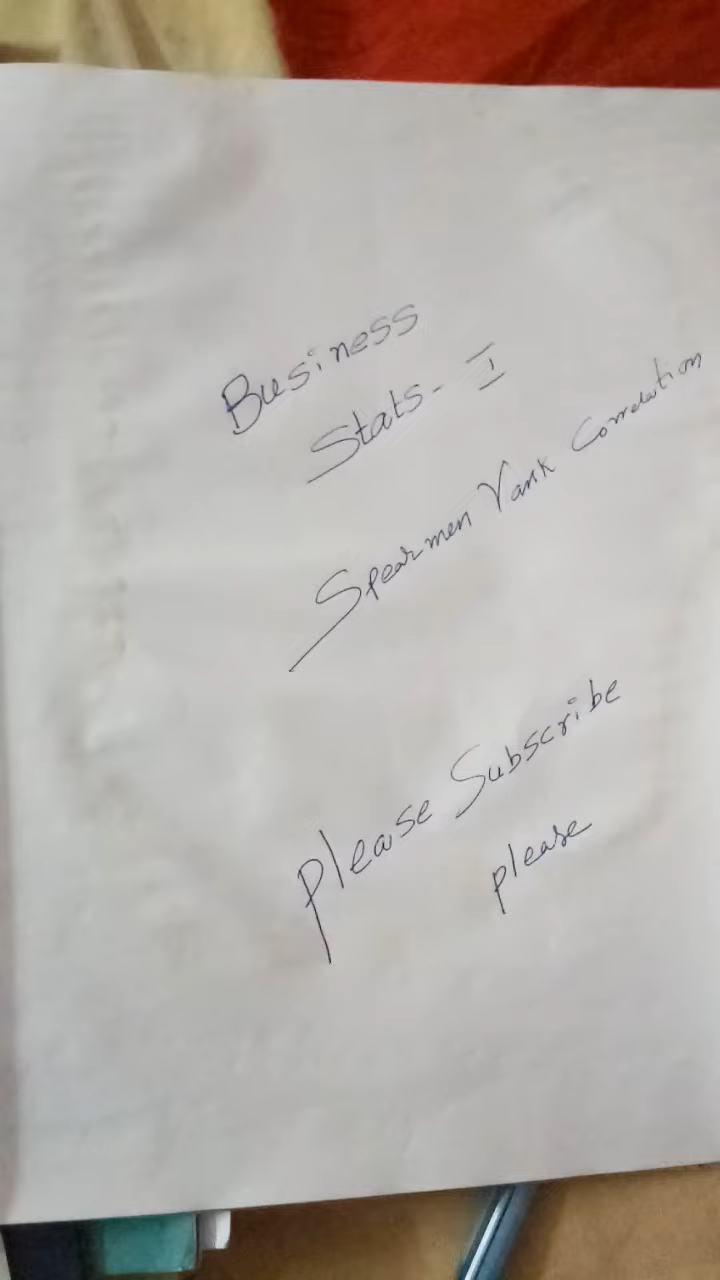 Business
Stats - I
Spearmen rank Correlation
please Subscribe
please